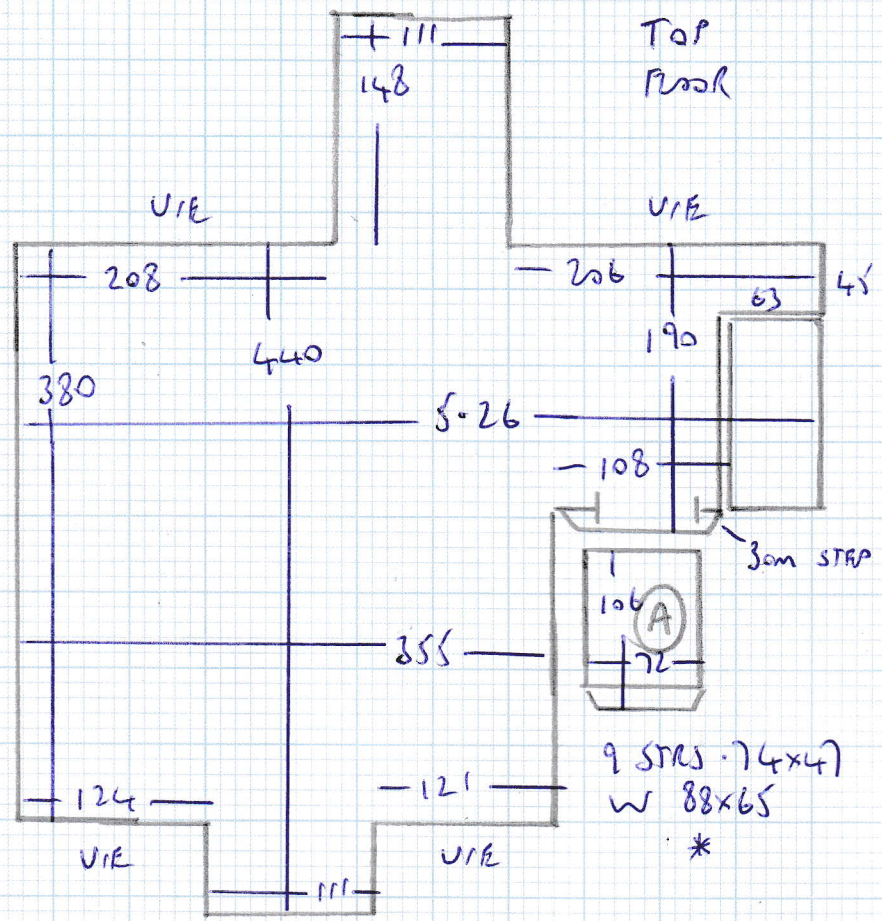 111
TOP
148
FLOOR
U/E
U/E
208
206
45
63
440
190
380
5.26
108
3cm STEP
106
A
355
72
9 STRS . 74x47
124
121
W 88x65
*
U/E
U/E
111